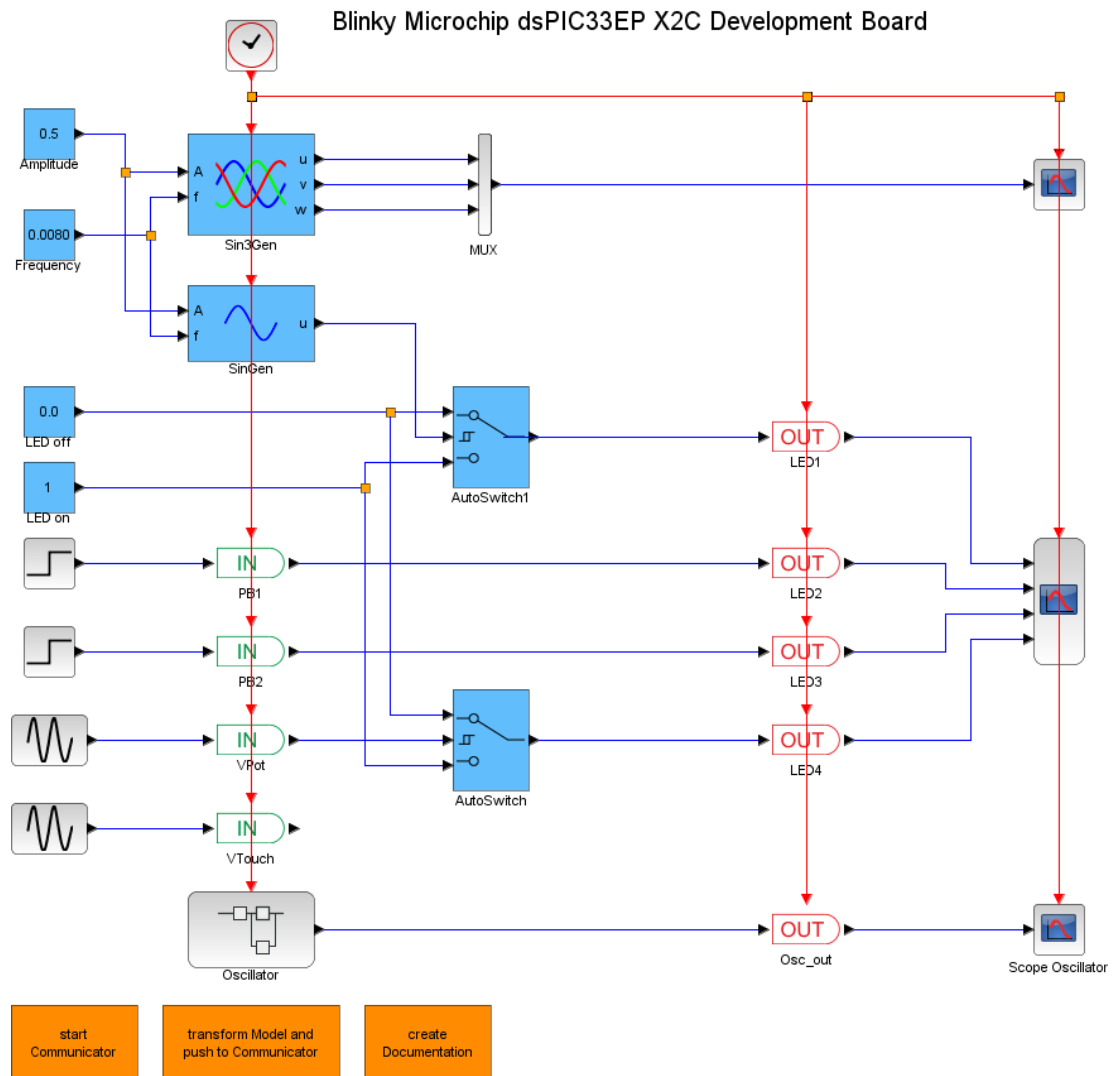 Blinky Microchip dsPIC33EP X2C Development Board
0.5
Amplitude
A
f
u
v
w
Sin3Gen
MUX
0.0080
Frequency
A
f
u
SinGen
0.0
LED off
1
LED on
AutoSwitch1
OUT
LED1
IN
PB1
OUT
LED2
IN
PB2
OUT
LED3
IN
VPot
AutoSwitch
OUT
LED4
IN
VTouch
Oscillator
OUT
Osc_out
Scope Oscillator
start
Communicator
transform Model and
push to Communicator
create
Documentation